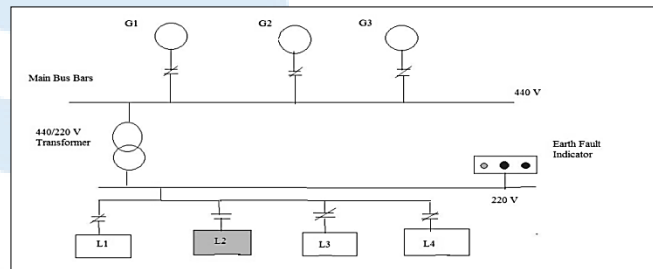 G1
G2
G3
Main Bus Bars
440 V
440/220 V
Transformer
Earth Fault
Indicator
220 V
L1
L2
L3
L4